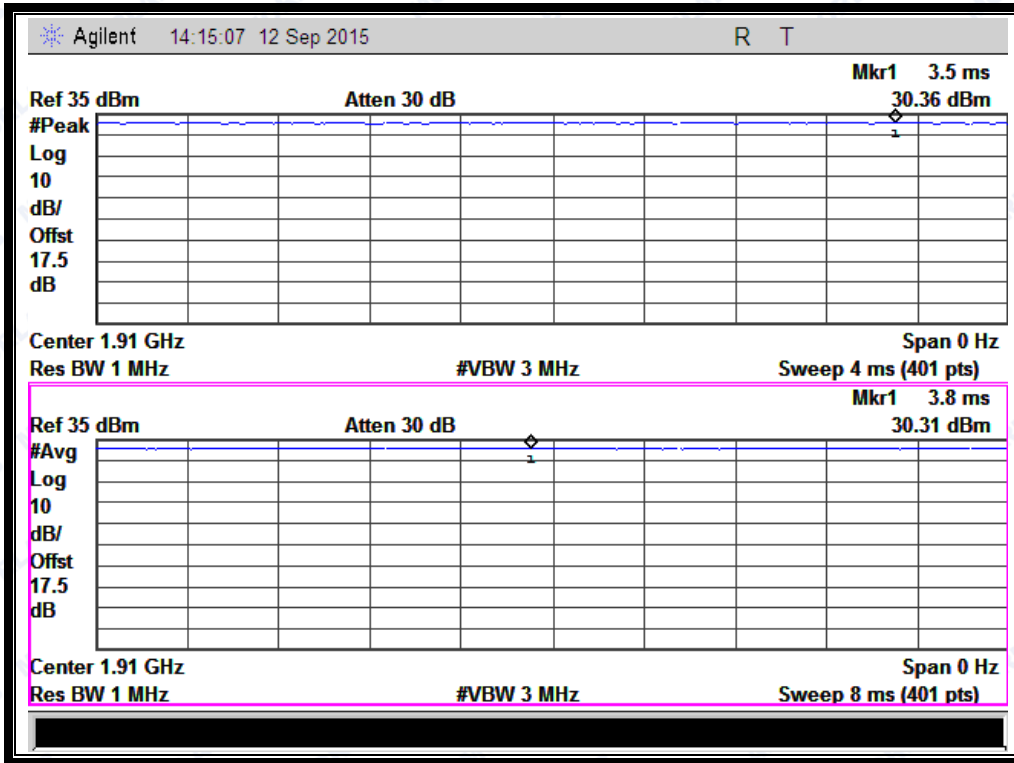 Agilent 14:15:07 12 Sep 2015 R T
Mkr1 3.5 ms
Ref 35 dBm Atten 30 dB 30.36 dBm
#Peak
1
Log
10
dB/
Offst
17.5
dB
Center 1.91 GHz Span 0 Hz
Res BW 1 MHz #VBW 3 MHz Sweep 4 ms (401 pts)
Mkr1 3.8 ms
Ref 35 dBm Atten 30 dB 30.31 dBm
#Avg
1
Log
10
dB/
Offst
17.5
dB
Center 1.91 GHz Span 0 Hz
Res BW 1 MHz #VBW 3 MHz Sweep 8 ms (401 pts)